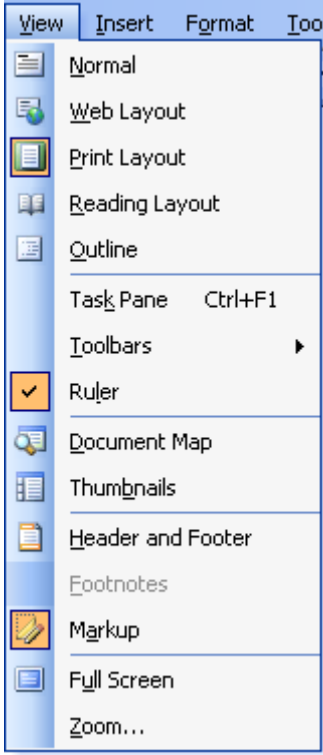 View Insert Format Too
Normal
Web Layout
Print Layout
Reading Layout
Outline
Task Pane Ctrl+F1
Toolbars
Ruler
Document Map
Thumbnails
Header and Footer
Footnotes
Markup
Full Screen
Zoom...